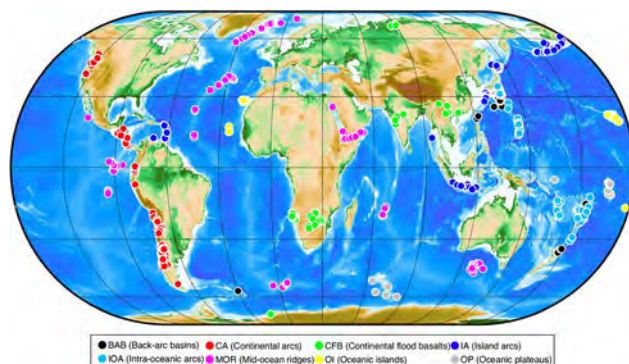 BAB (Back-arc basins) CA (Continental arcs) CFB (Continental flood basalts) IA (Island arcs)
IOA (Intra-oceanic arcs) MOR (Mid-ocean ridges) OI (Oceanic islands) OP (Oceanic plateaus)